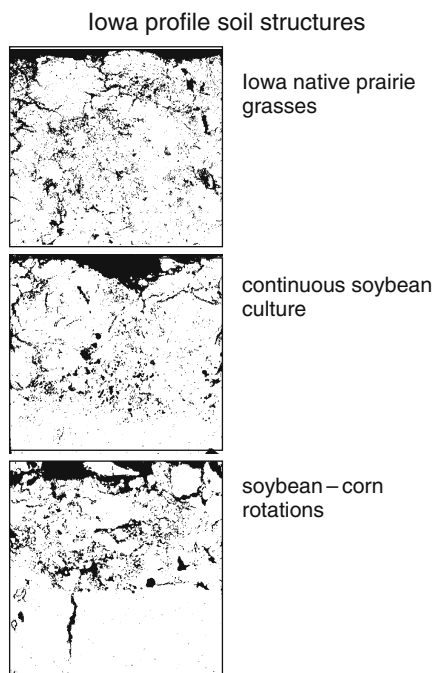 Iowa profile soil structures
Iowa native prairie
grasses
continuous soybean
culture
soybean–corn
rotations